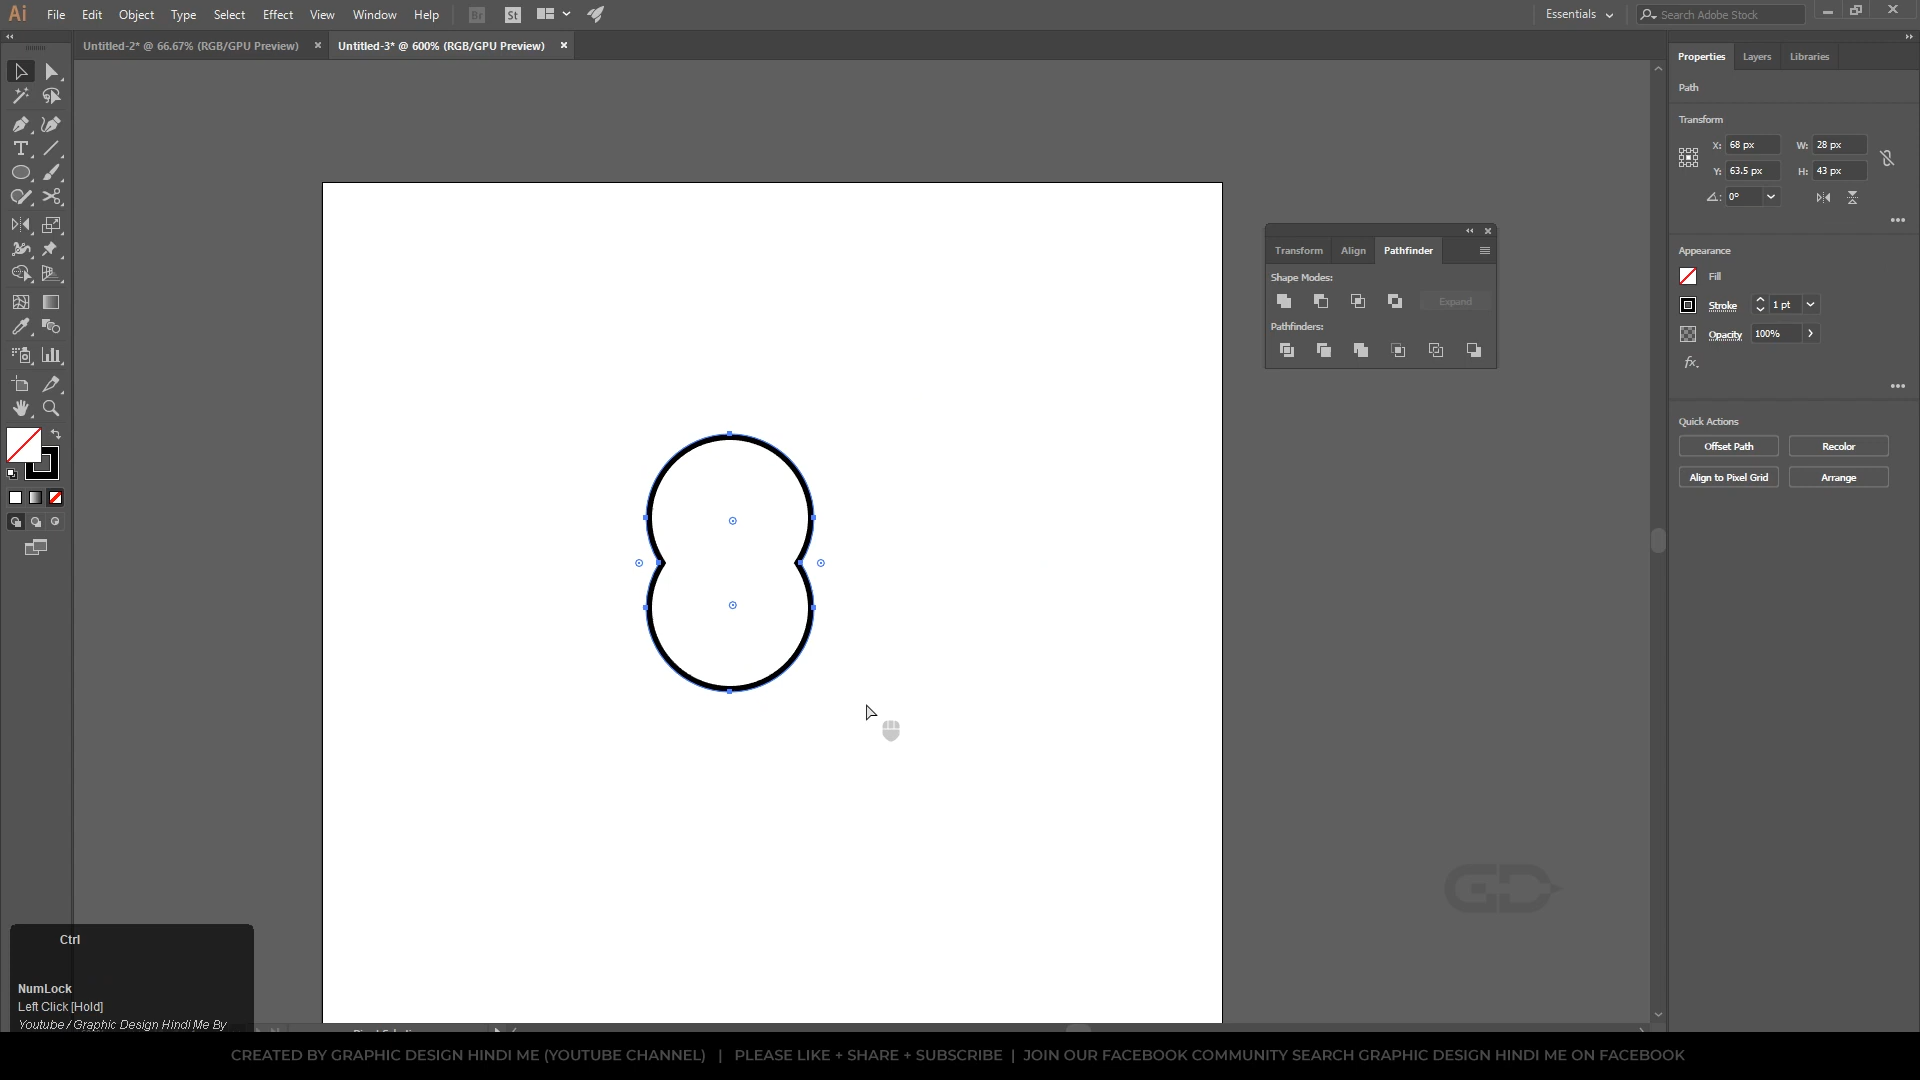 Ai File Edit Object Type Select Effect View Window Help Br St Essentials Search Adobe Stock
Untitled-2* @ 66.67% (RGB/GPU Preview) × Untitled-3* @ 600% (RGB/GPU Preview) ×
Properties Layers Libraries
Path
Transform
X: 68 px W: 28 px
Y: 63.5 px H: 43 px
0°
Appearance
Fill
Stroke 1 pt
Opacity 100%
fx.
Quick Actions
Offset Path Recolor
Align to Pixel Grid Arrange
Transform Align Pathfinder
Shape Modes:
Expand
Pathfinders:
GD
Ctrl
NumLock
Left Click [Hold]
Youtube / Graphic Design Hindi Me By
CREATED BY GRAPHIC DESIGN HINDI ME (YOUTUBE CHANNEL) | PLEASE LIKE + SHARE + SUBSCRIBE | JOIN OUR FACEBOOK COMMUNITY SEARCH GRAPHIC DESIGN HINDI ME ON FACEBOOK